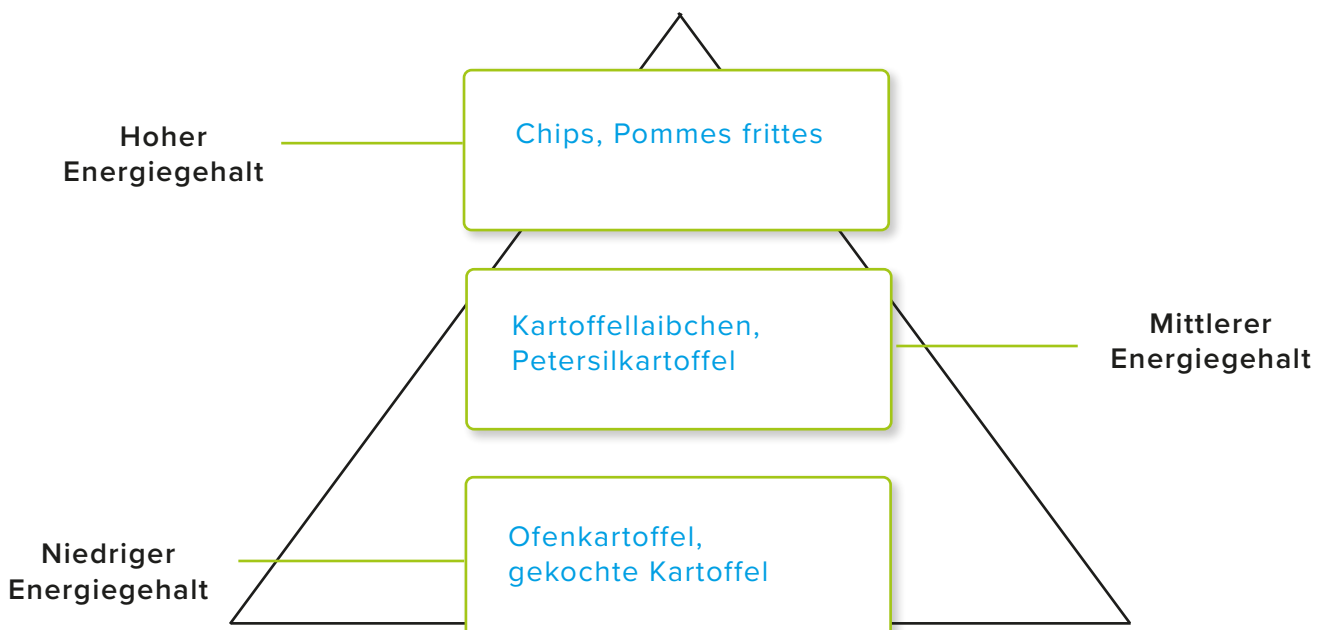 Hoher
Energiegehalt
Chips, Pommes frittes
Kartoffellaibchen,
Petersilkartoffel
Mittlerer
Energiegehalt
Niedriger
Energiegehalt
Ofenkartoffel,
gekochte Kartoffel